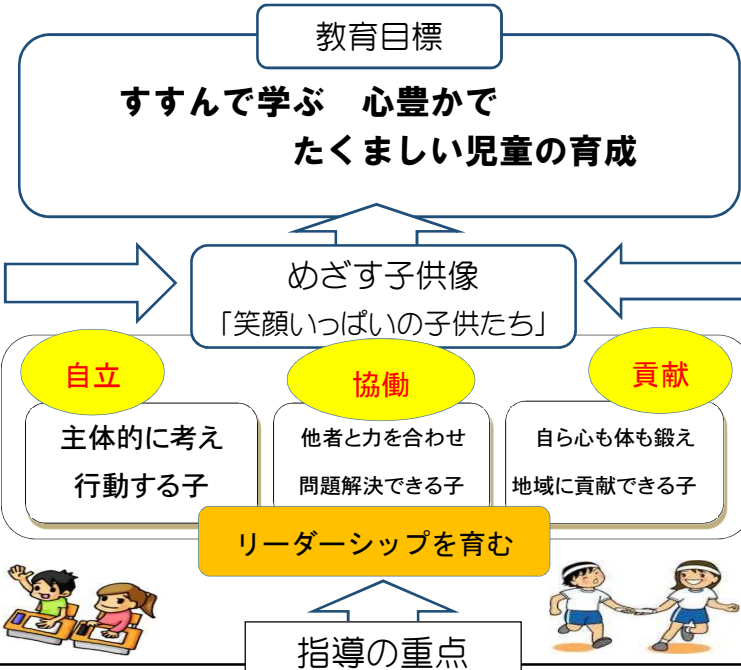 教育目標
すすんで学ぶ　心豊かで
たくましい児童の育成
めざす子供像
「笑顔いっぱいの子供たち」
自立
主体的に考え
行動する子
協働
他者と力を合わせ
問題解決できる子
貢献
自ら心も体も鍛え
地域に貢献できる子
リーダーシップを育む
指導の重点